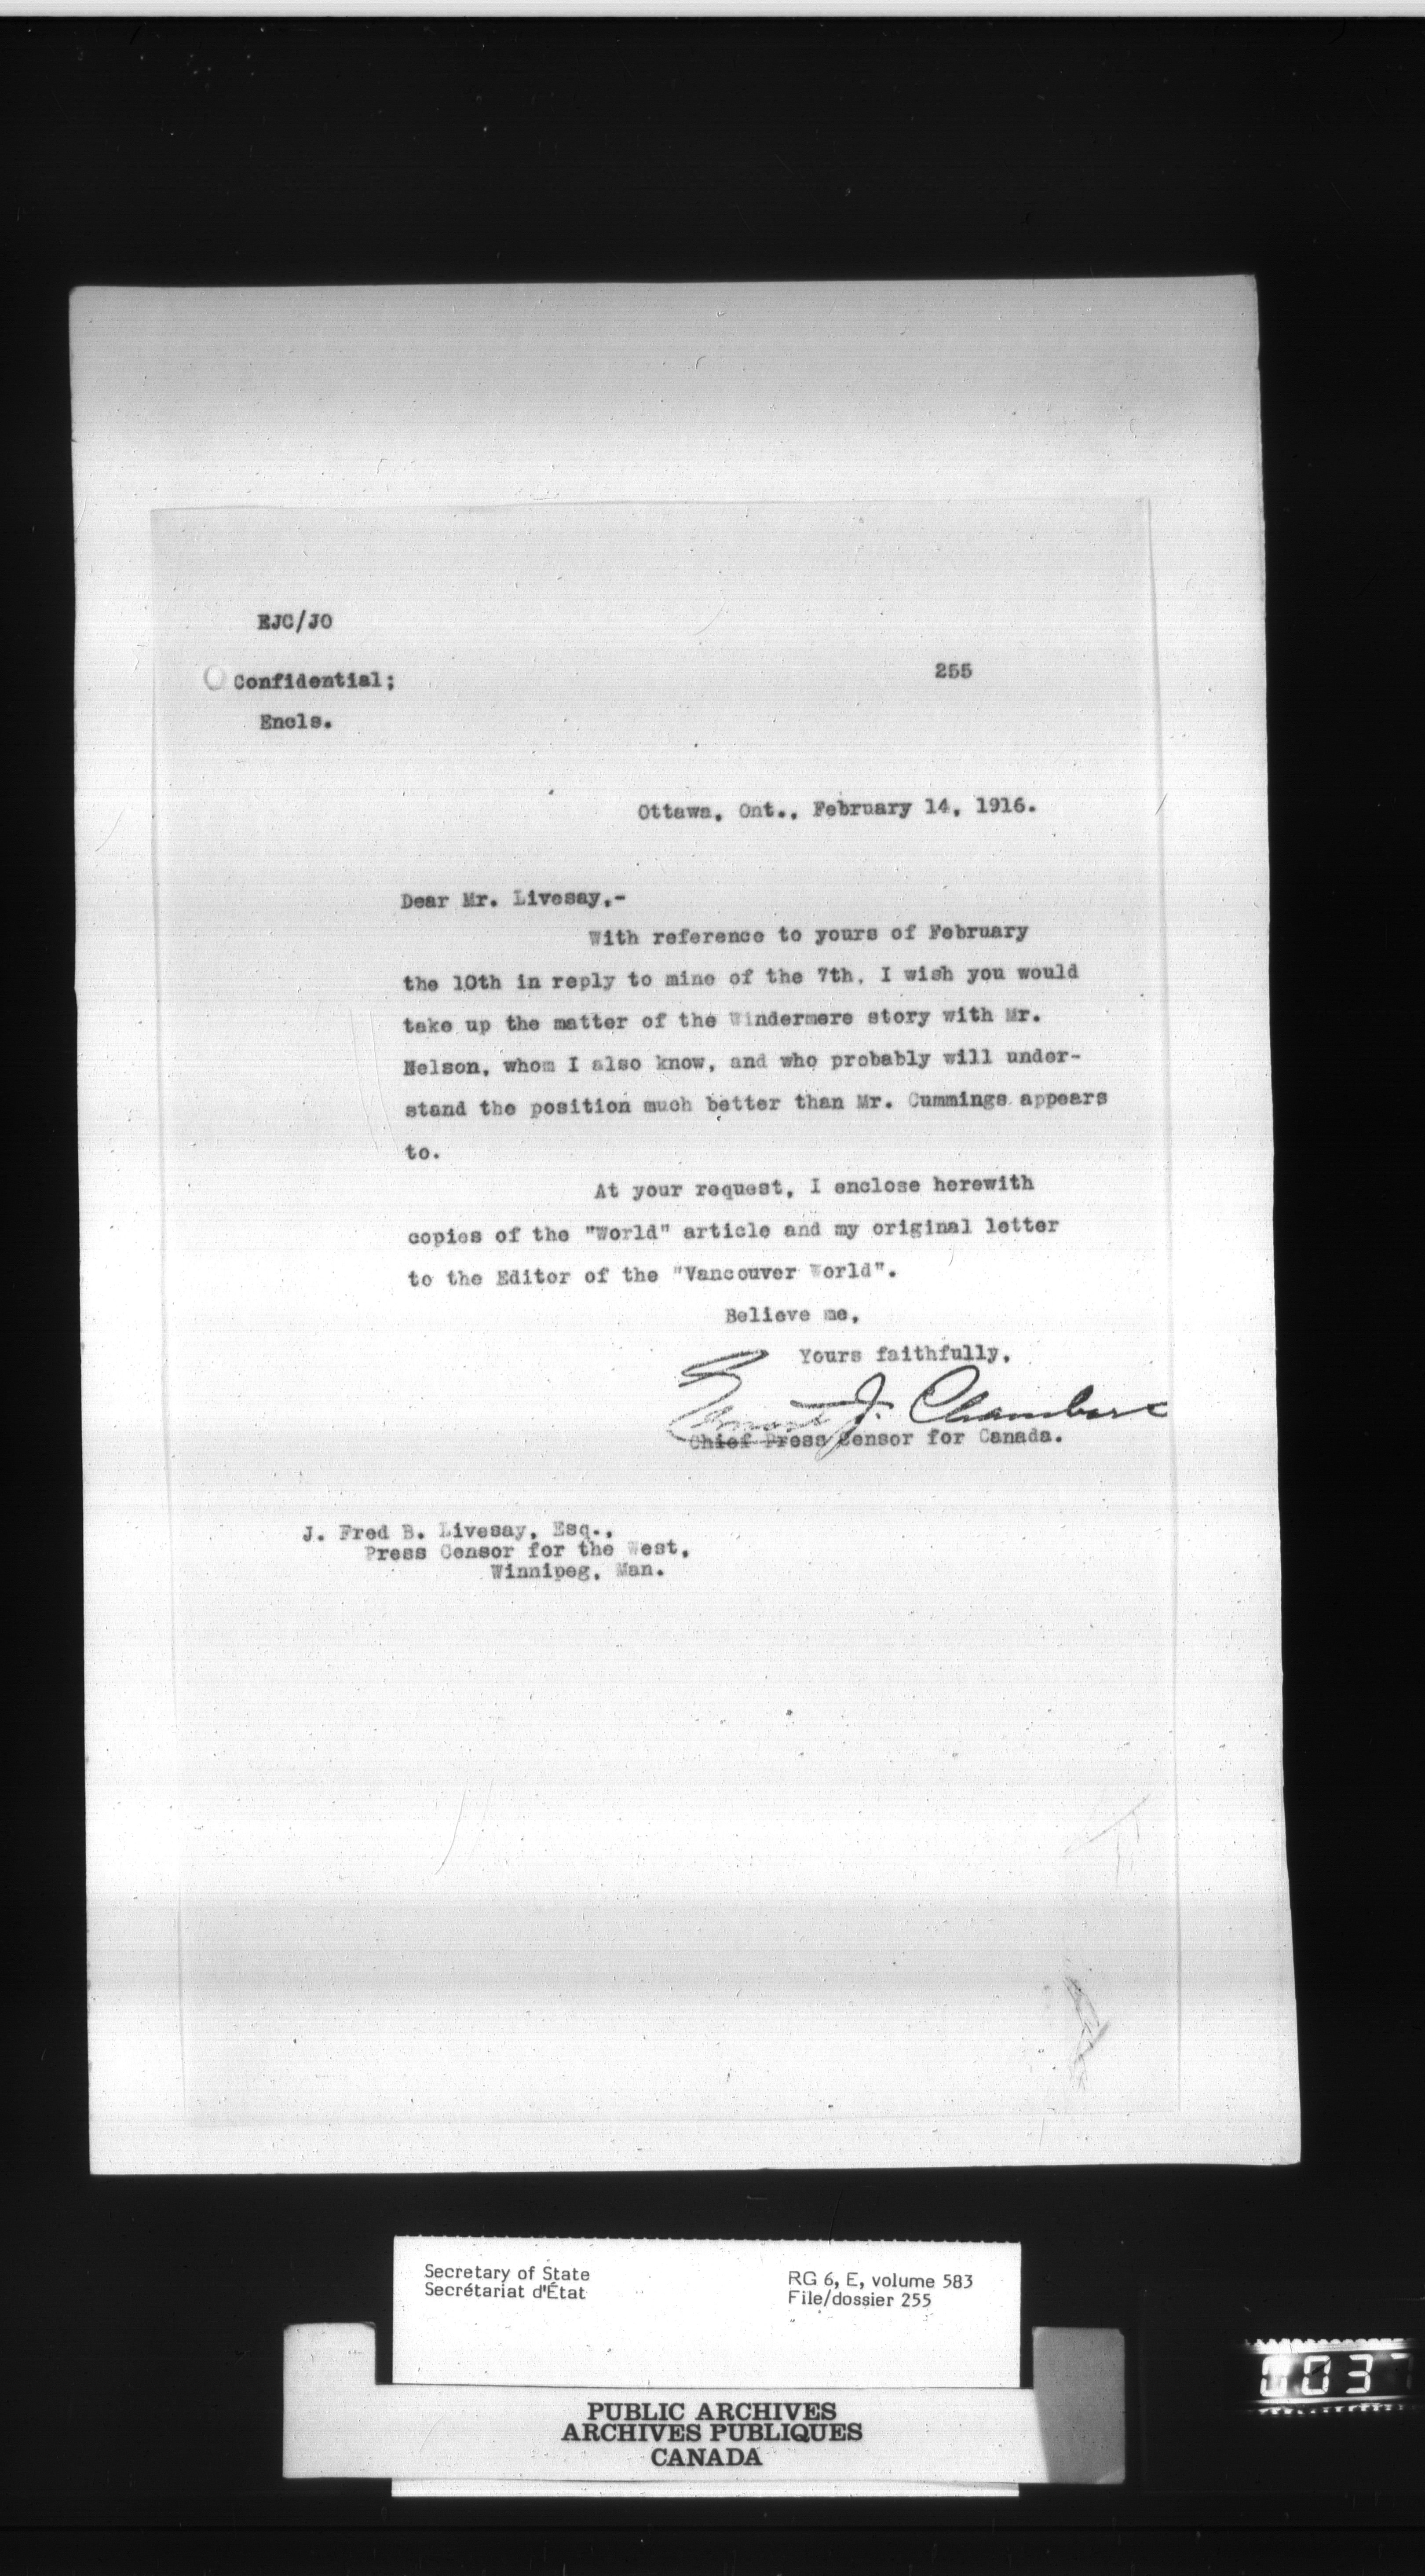 EJC/JO
255
Confidential;
Encls.
Ottawa, Ont., February 14, 1916.
Dear Mr. Livesay,-
With reference to yours of February
the 10th in reply to mine of the 7th, I wish you would
take up the matter of the Windermere story with Mr.
Nelson, whom I also know, and who probably will under-
stand the position much better than Mr. Cummings appears
to.
At your request, I enclose herewith
copies of the "World" article and my original letter
to the Editor of the "Vancouver World".
Believe me,
Yours faithfully,
Ernest J. Chambers
Chief Press Censor for Canada.
J. Fred B. Livesay, Esq.,
Press Censor for the West,
Winnipeg, Man.
Secretary of State
Secrétariat d'État
RG 6, E, volume 583
File/dossier 255
PUBLIC ARCHIVES
ARCHIVES PUBLIQUES
CANADA
0037